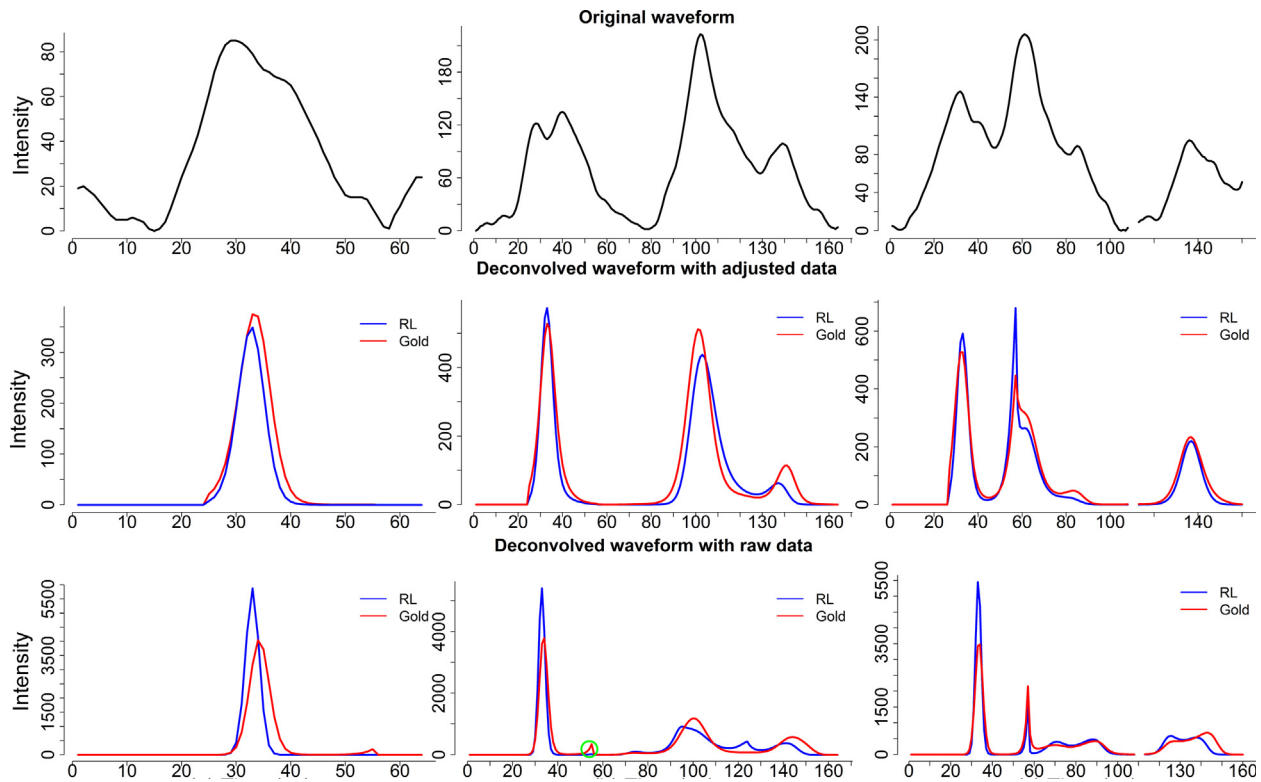 Original waveform
Intensity
0 20 40 60 80
0 10 20 30 40 50 60
0 60 120 180
0 20 40 60 80 100 130 160
0 40 80 140 200
0 20 40 60 80 100 140
Deconvolved waveform with adjusted data
Intensity
0 100 200 300
RL
Gold
0 10 20 30 40 50 60
0 200 400
RL
Gold
0 20 40 60 80 100 130 160
0 200 400 600
RL
Gold
0 20 40 60 80 100 140
Deconvolved waveform with raw data
Intensity
0 1500 3500 5500
RL
Gold
0 10 20 30 40 50 60
0 2000 4000
RL
Gold
0 20 40 60 80 100 120 140 160
0 1500 3500 5500
RL
Gold
0 20 40 60 80 100 130 160